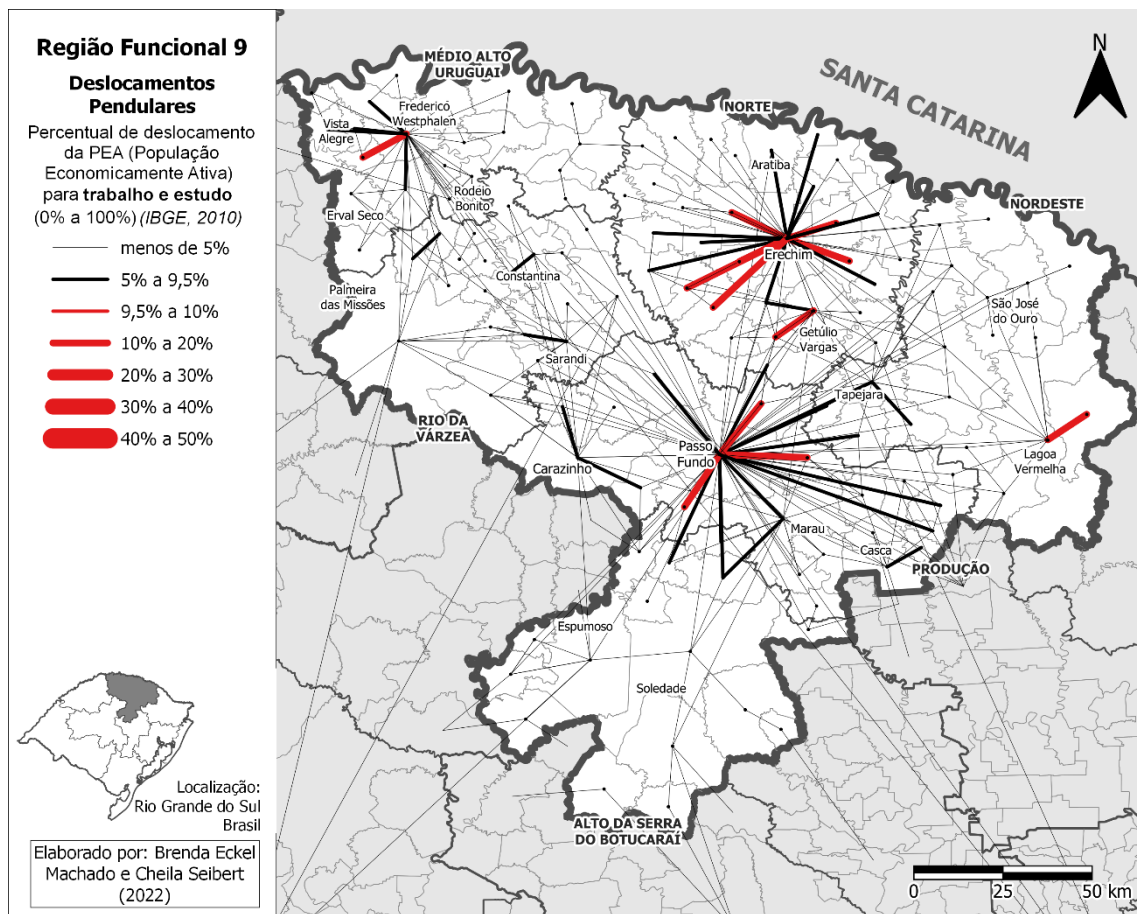 Região Funcional 9
Deslocamentos
Pendulares
Percentual de deslocamento
da PEA (População
Economicamente Ativa)
para trabalho e estudo
(0% a 100%) (IBGE, 2010)
menos de 5%
5% a 9,5%
9,5% a 10%
10% a 20%
20% a 30%
30% a 40%
40% a 50%
Localização:
Rio Grande do Sul
Brasil
Elaborado por: Brenda Eckel
Machado e Cheila Seibert
(2022)
N
SANTA CATARINA
MÉDIO ALTO
URUGUAI
NORTE
NORDESTE
Frederico
Westphalen
Vista
Alegre
Aratiba
Rodeio
Bonito
Erval Seco
Erechim
Constantina
Palmeira
das Missões
São José
do Ouro
Getúlio
Vargas
Sarandi
Tapejara
RIO DA
VÁRZEA
Passo
Fundo
Lagoa
Vermelha
Carazinho
Marau
Casca
PRODUÇÃO
Espumoso
Soledade
ALTO DA SERRA
DO BOTUCARAÍ
0 25 50 km